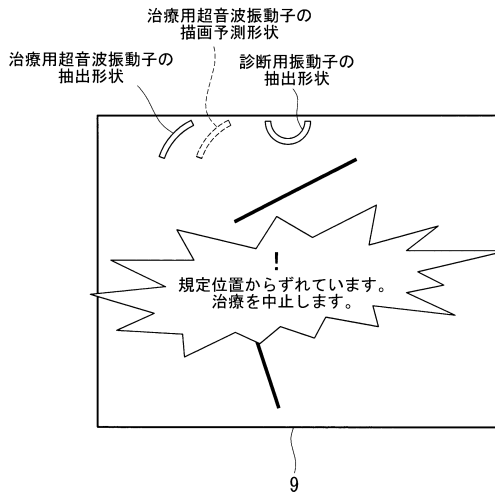 治療用超音波振動子の
描画予測形状
治療用超音波振動子の
抽出形状
診断用振動子の
抽出形状
!
規定位置からずれています。
治療を中止します。
9